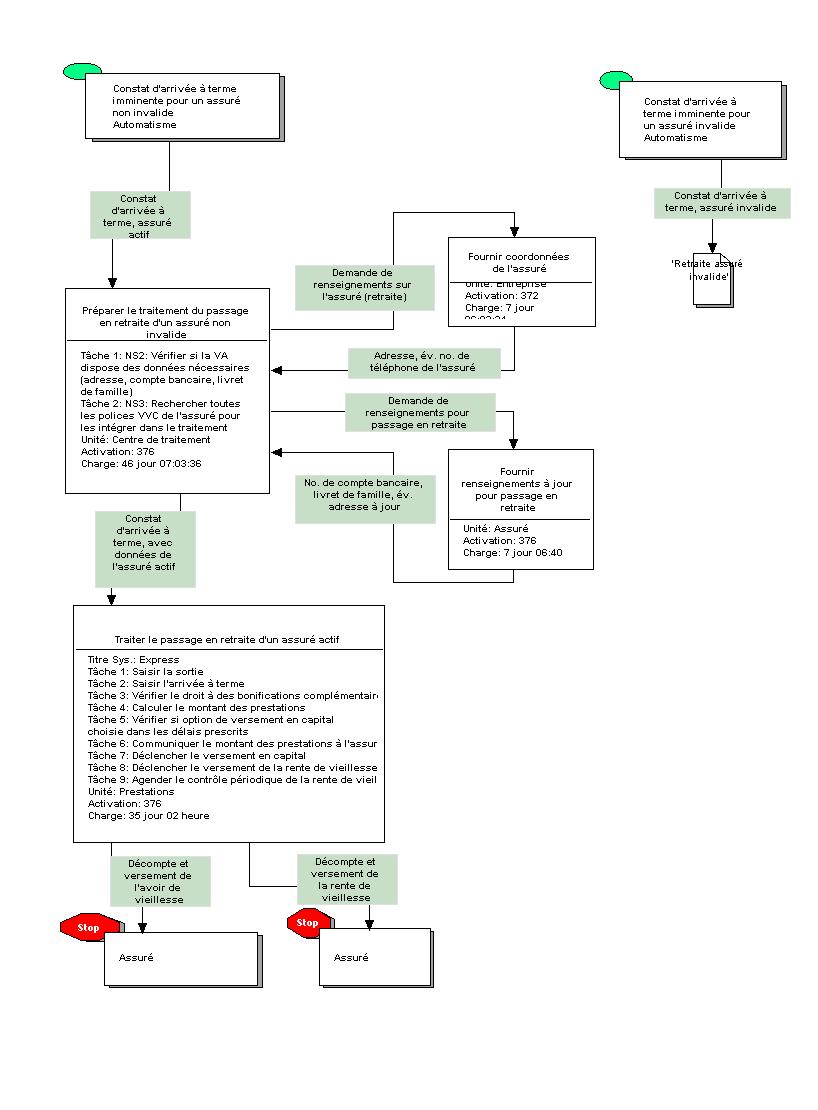 Constat d'arrivée à terme
imminente pour un assuré
non invalide
Automatisme
Constat d'arrivée à
terme imminente pour
un assuré invalide
Automatisme
Constat
d'arrivée à
terme, assuré
actif
Constat d'arrivée à
terme, assuré invalide
'Retraite assuré
invalide'
Demande de
renseignements sur
l'assuré (retraite)
Fournir coordonnées
de l'assuré
Unité: Entreprise
Activation: 372
Charge: 7 jour
Préparer le traitement du passage
en retraite d'un assuré non
invalide
Tâche 1: NS2: Vérifier si la VA
dispose des données nécessaires
(adresse, compte bancaire, livret
de famille)
Tâche 2: NS3: Rechercher toutes
les polices VVC de l'assuré pour
les intégrer dans le traitement
Unité: Centre de traitement
Activation: 376
Charge: 46 jour 07:03:36
Adresse, év. no. de
téléphone de l'assuré
Demande de
renseignements pour
passage en retraite
No. de compte bancaire,
livret de famille, év.
adresse à jour
Fournir
renseignements à jour
pour passage en
retraite
Unité: Assuré
Activation: 376
Charge: 7 jour 06:40
Constat
d'arrivée à
terme, avec
données de
l'assuré actif
Traiter le passage en retraite d'un assuré actif
Titre Sys.: Express
Tâche 1: Saisir la sortie
Tâche 2: Saisir l'arrivée à terme
Tâche 3: Vérifier le droit à des bonifications complémentaire
Tâche 4: Calculer le montant des prestations
Tâche 5: Vérifier si option de versement en capital
choisie dans les délais prescrits
Tâche 6: Communiquer le montant des prestations à l'assur
Tâche 7: Déclencher le versement en capital
Tâche 8: Déclencher le versement de la rente de vieillesse
Tâche 9: Agender le contrôle périodique de la rente de vieil
Unité: Prestations
Activation: 376
Charge: 35 jour 02 heure
Décompte et
versement de
l'avoir de
vieillesse
Décompte et
versement de
la rente de
vieillesse
Stop
Assuré
Stop
Assuré